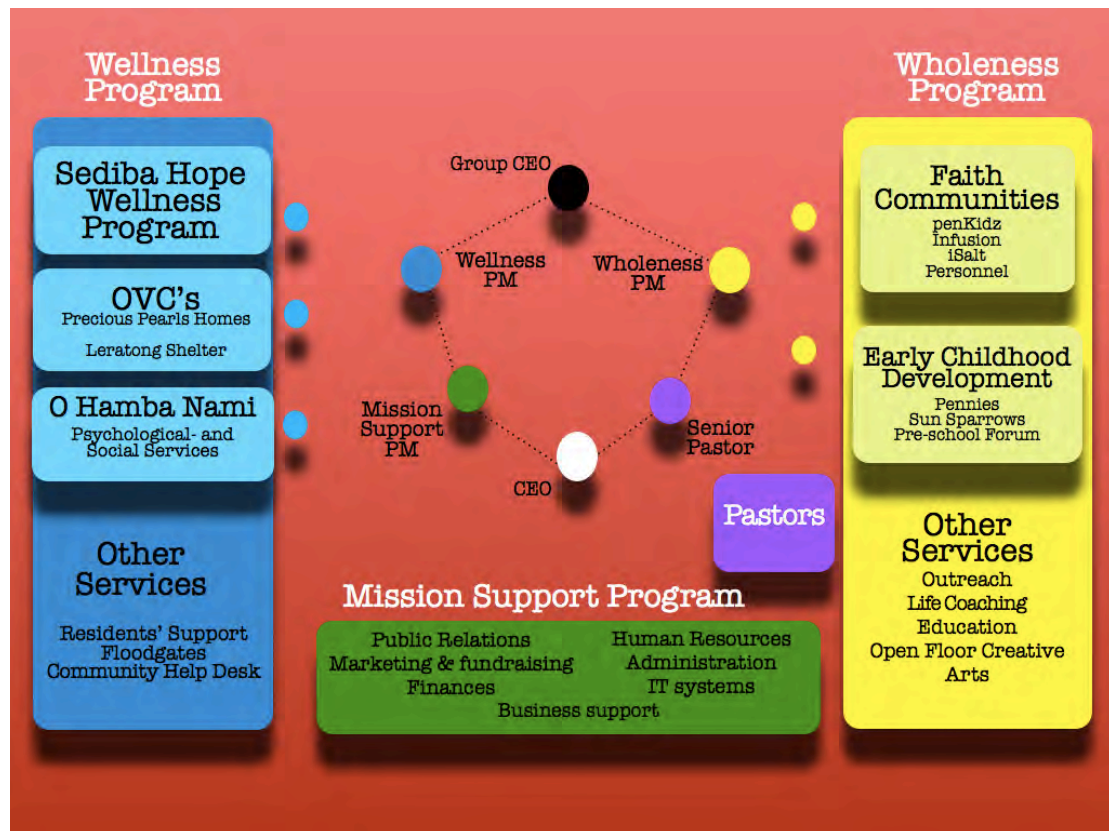 Wellness
Program
Sediba Hope
Wellness
Program
OVC's
Precious Pearls Homes
Leratong Shelter
O Hamba Nami
Psychological- and
Social Services
Other
Services
Residents' Support
Floodgates
Community Help Desk
Group CEO
Wellness
PM
Wholeness
PM
Mission
Support
PM
Senior
Pastor
CEO
Pastors
Mission Support Program
Public Relations
Human Resources
Marketing & fundraising
Administration
Finances
IT systems
Business support
Wholeness
Program
Faith
Communities
penKidz
Infusion
iSalt
Personnel
Early Childhood
Development
Pennies
Sun Sparrows
Pre-school Forum
Other
Services
Outreach
Life Coaching
Education
Open Floor Creative
Arts